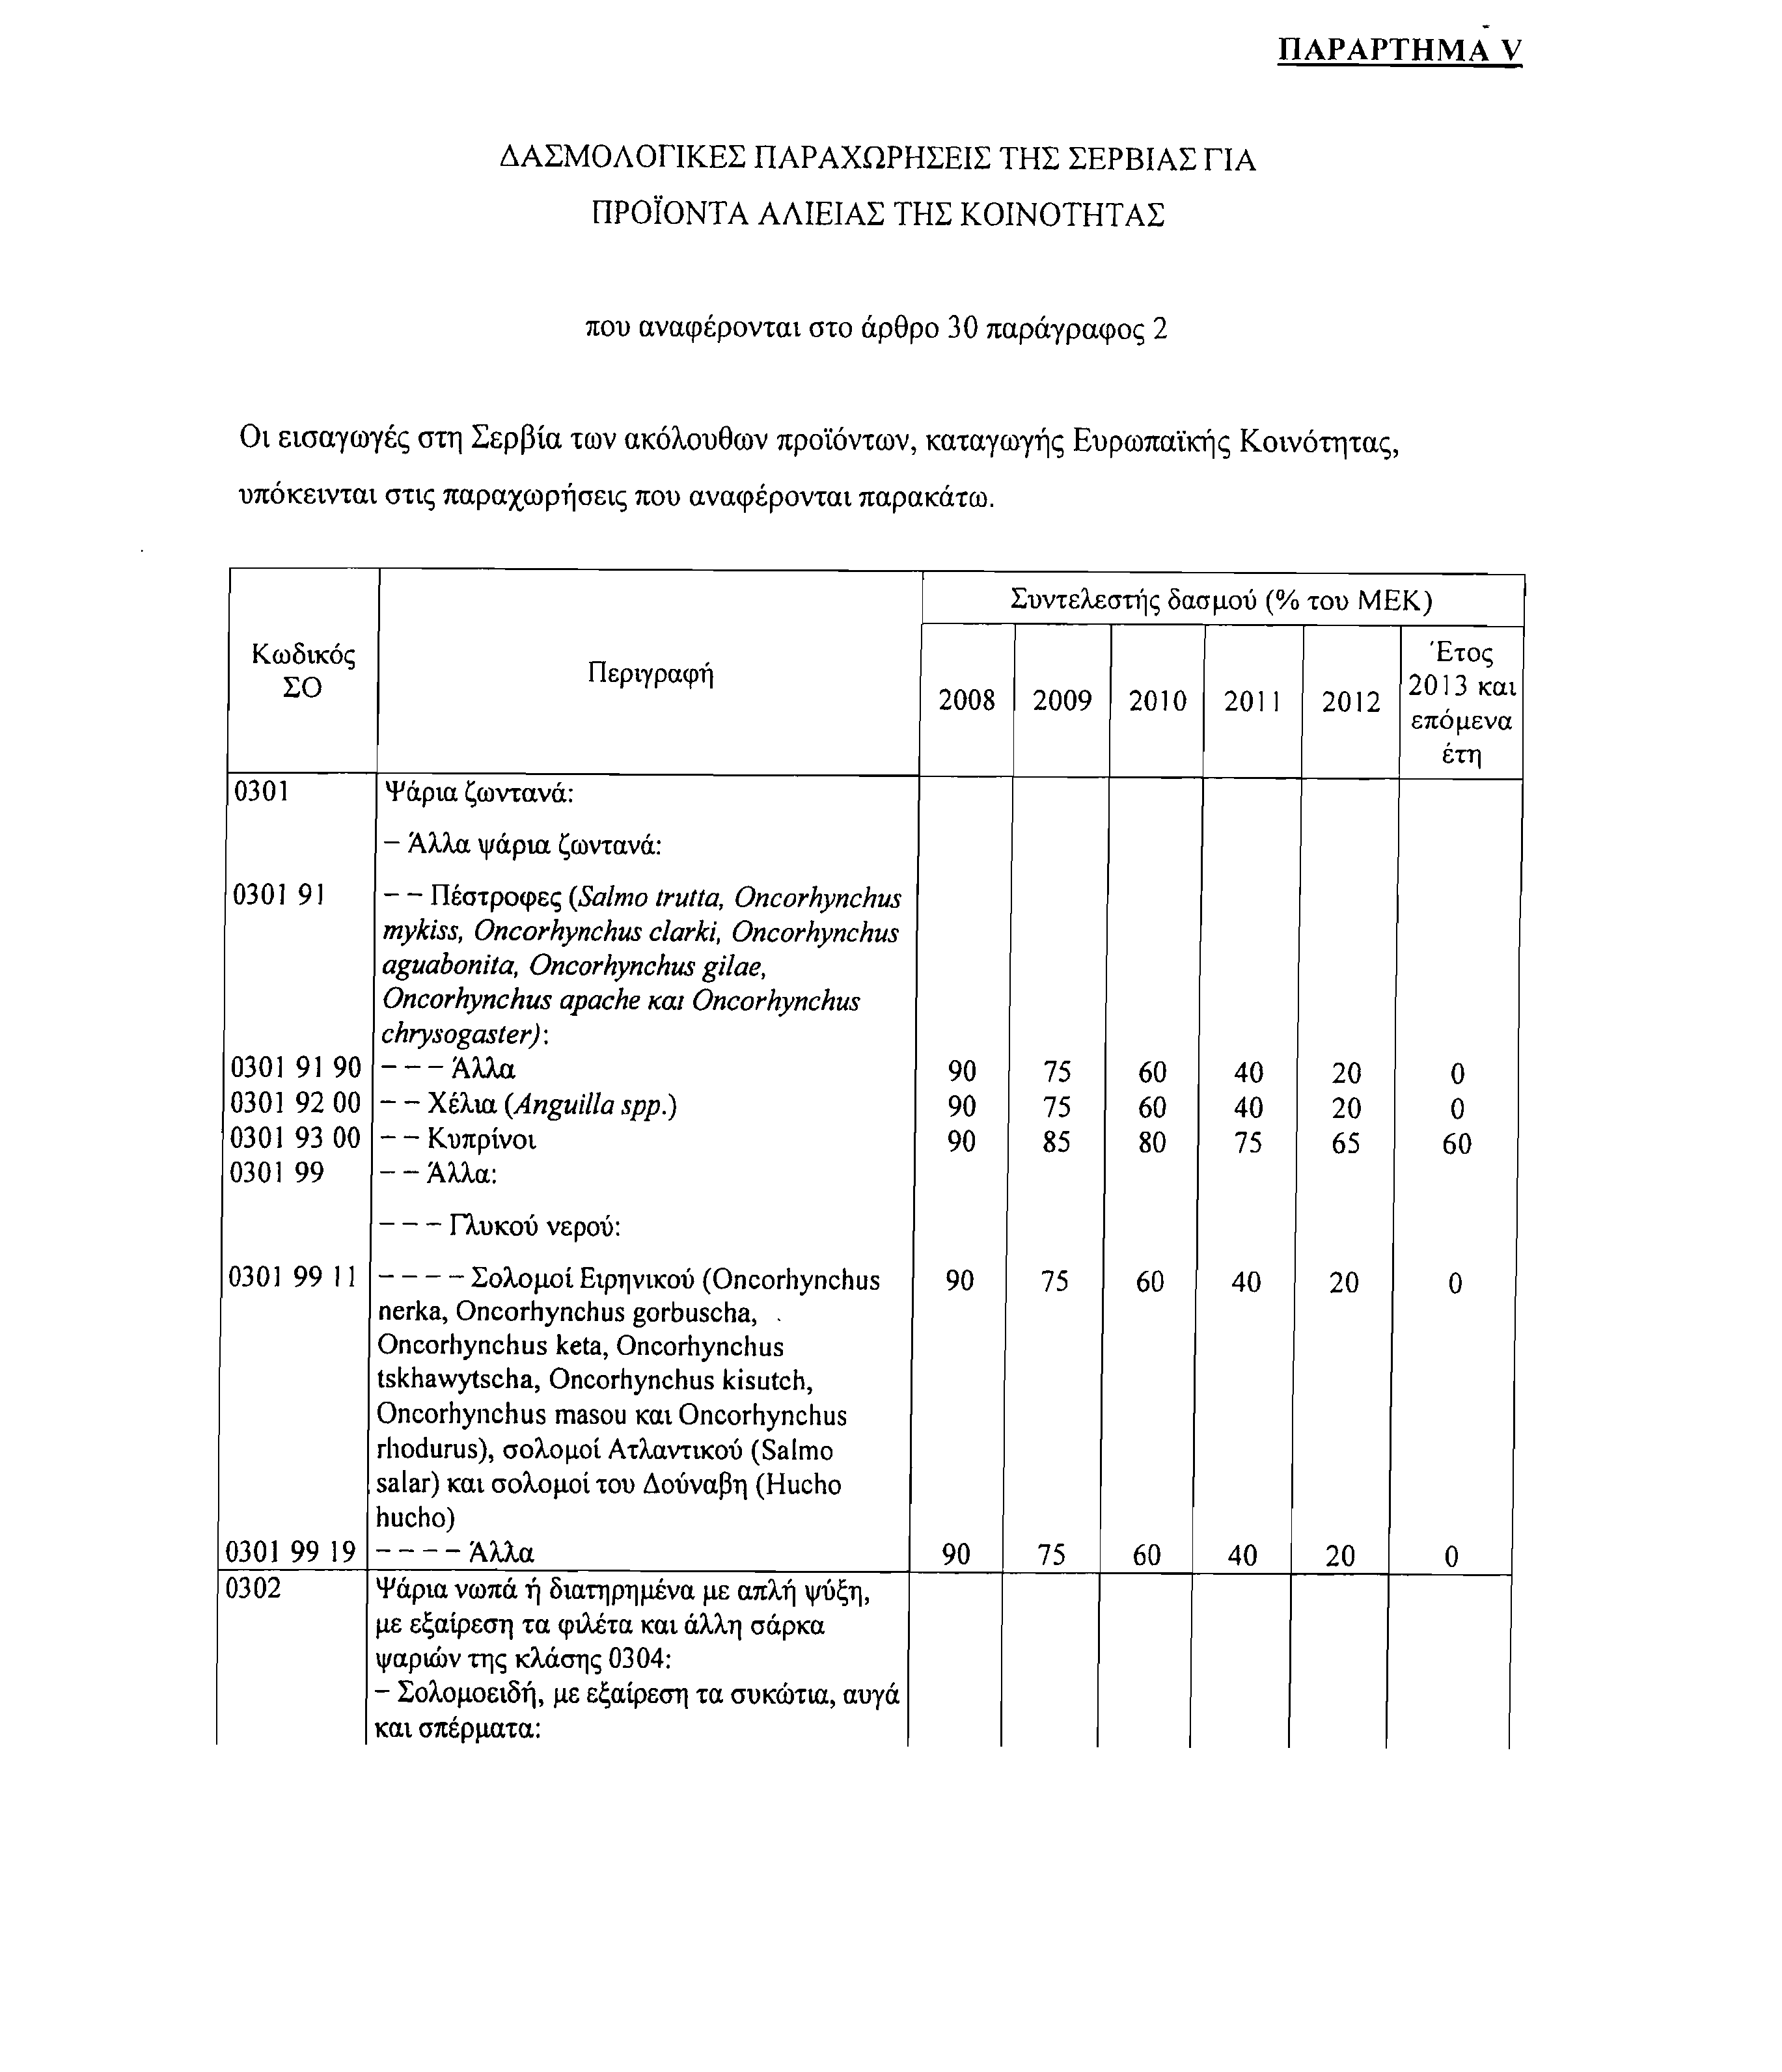 ΠΑΡΑΡΤΗΜΑ V
ΔΑΣΜΟΛΟΓΙΚΕΣ ΠΑΡΑΧΩΡΗΣΕΙΣ ΤΗΣ ΣΕΡΒΙΑΣ ΓΙΑ
ΠΡΟΪΟΝΤΑ ΑΛΙΕΙΑΣ ΤΗΣ ΚΟΙΝΟΤΗΤΑΣ
που αναφέρονται στο άρθρο 30 παράγραφος 2
Οι εισαγωγές στη Σερβία των ακόλουθων προϊόντων, καταγωγής Ευρωπαϊκής Κοινότητας,
υπόκεινται στις παραχωρήσεις που αναφέρονται παρακάτω.
Κωδικός
ΣΟ
Περιγραφή
Συντελεστής δασμού (% του ΜΕΚ)
2008 2009 2010 2011 2012
Έτος
2013 και
επόμενα
έτη
0301 Ψάρια ζωντανά:
– Άλλα ψάρια ζωντανά:
0301 91 – – Πέστροφες (Salmo trutta, Oncorhynchus
mykiss, Oncorhynchus clarki, Oncorhynchus
aguabonita, Oncorhynchus gilae,
Oncorhynchus apache και Oncorhynchus
chrysogaster):
0301 91 90 – – – Άλλα 90 75 60 40 20 0
0301 92 00 – – Χέλια (Anguilla spp.) 90 75 60 40 20 0
0301 93 00 – – Κυπρίνοι 90 85 80 75 65 60
0301 99 – – Άλλα:
– – – Γλυκού νερού:
0301 99 11 – – – – Σολομοί Ειρηνικού (Oncorhynchus 90 75 60 40 20 0
nerka, Oncorhynchus gorbuscha,
Oncorhynchus keta, Oncorhynchus
tskhawytscha, Oncorhynchus kisutch,
Oncorhynchus masou και Oncorhynchus
rhodurus), σολομοί Ατλαντικού (Salmo
salar) και σολομοί του Δούναβη (Hucho
hucho)
0301 99 19 – – – – Άλλα 90 75 60 40 20 0
0302 Ψάρια νωπά ή διατηρημένα με απλή ψύξη,
με εξαίρεση τα φιλέτα και άλλη σάρκα
ψαριών της κλάσης 0304:
– Σολομοειδή, με εξαίρεση τα συκώτια, αυγά
και σπέρματα: